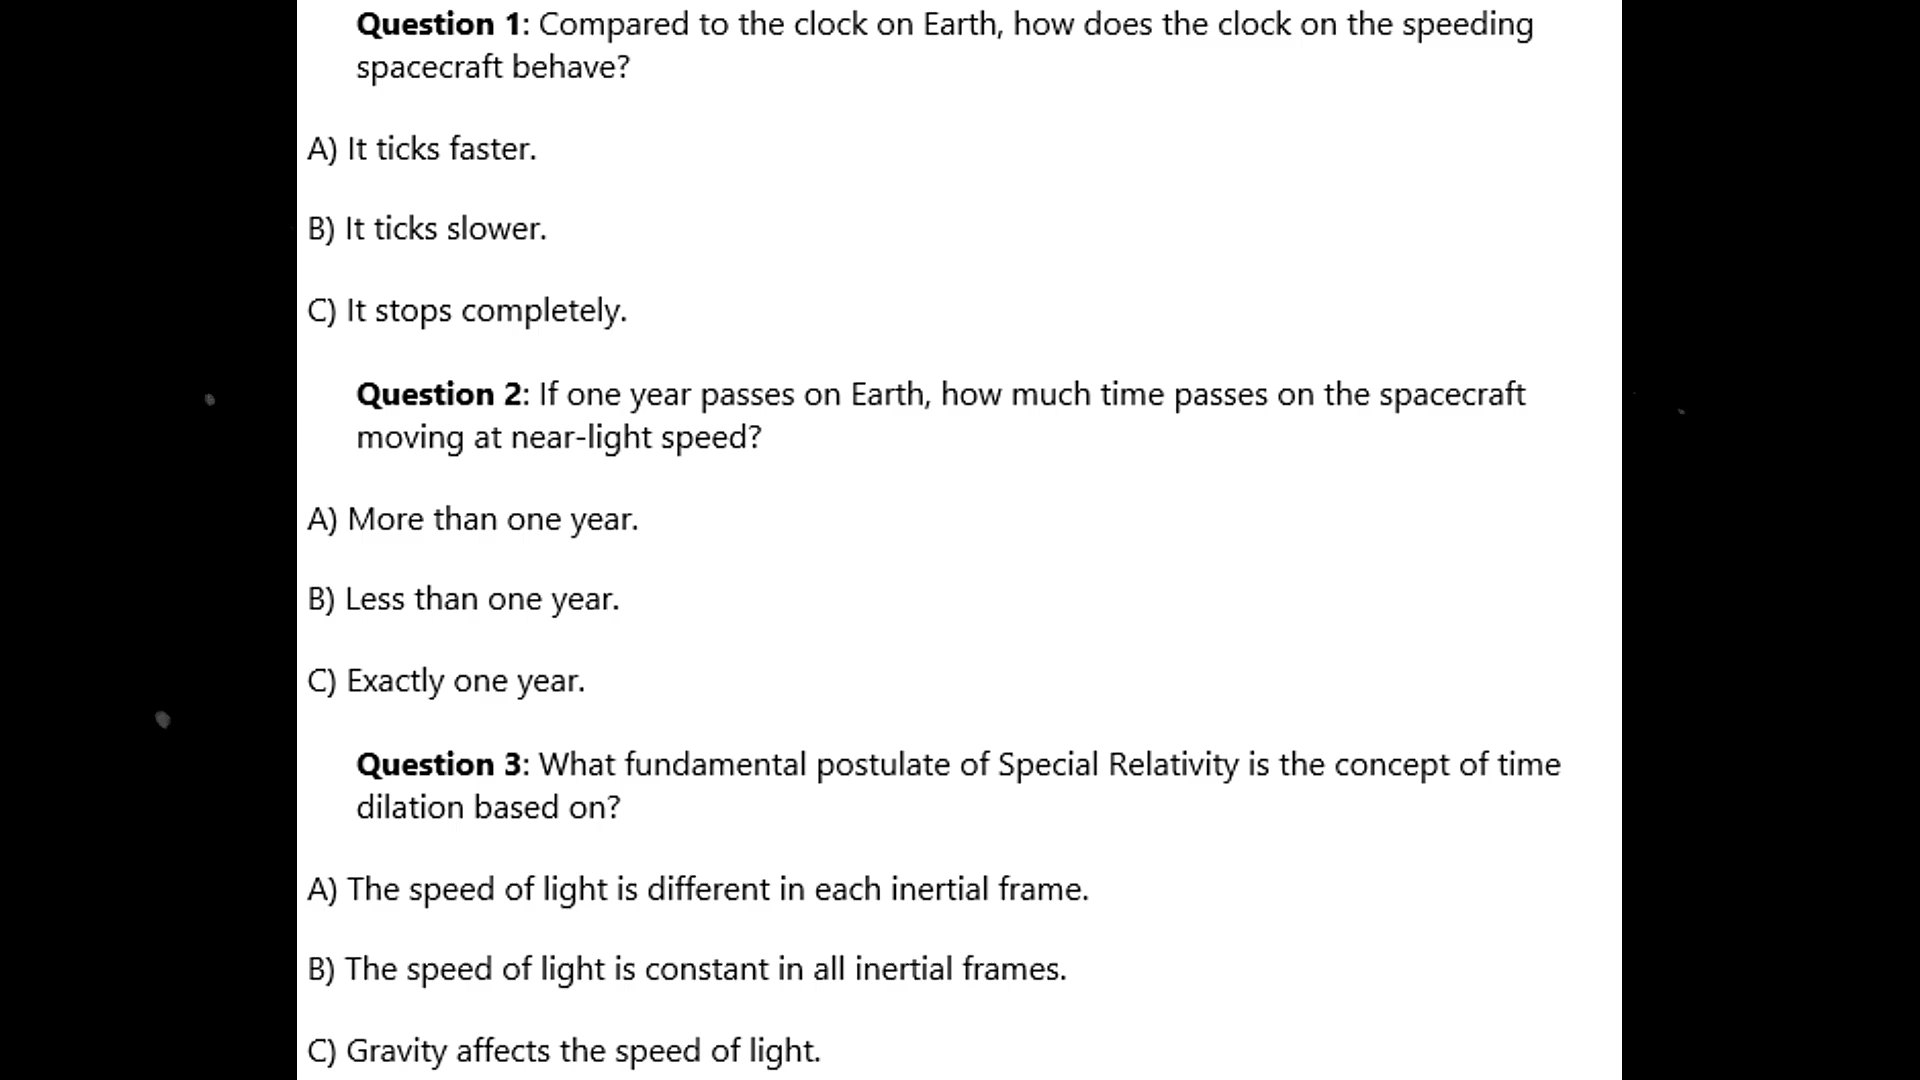 Question 1: Compared to the clock on Earth, how does the clock on the speeding
spacecraft behave?
A) It ticks faster.
B) It ticks slower.
C) It stops completely.
Question 2: If one year passes on Earth, how much time passes on the spacecraft
moving at near-light speed?
A) More than one year.
B) Less than one year.
C) Exactly one year.
Question 3: What fundamental postulate of Special Relativity is the concept of time
dilation based on?
A) The speed of light is different in each inertial frame.
B) The speed of light is constant in all inertial frames.
C) Gravity affects the speed of light.